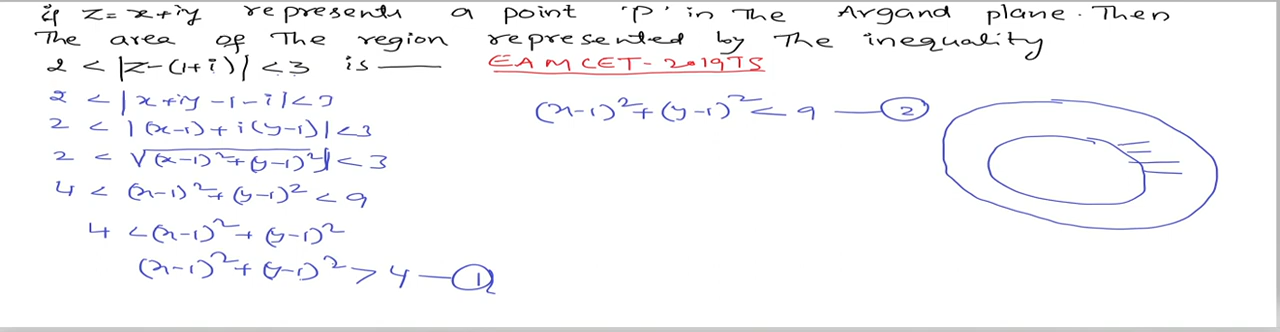 if z = x+iy represents a point 'P' in The Argand plane. Then
The area of The region represented by The inequality
2 < |z-(1+i)| < 3 is —— EAMCET-2019TS
2 < |x+iy-1-i| < 3
2 < |(x-1)+i(y-1)| < 3
2 < √(x-1)²+(y-1)²| < 3
4 < (x-1)²+(y-1)² < 9
4 < (x-1)²+(y-1)²
(x-1)²+(y-1)² > 4 — ①
(x-1)²+(y-1)² < 9 — ②